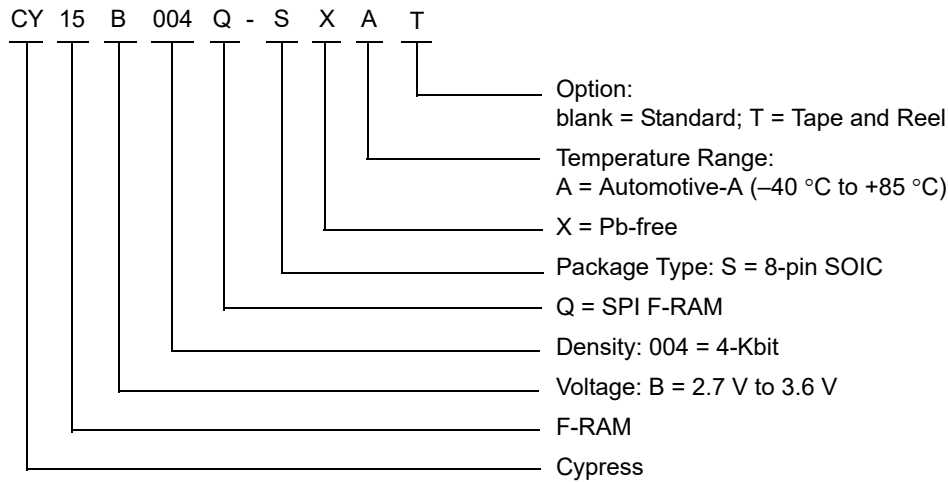 CY 15 B 004 Q - S X A T
Option:
blank = Standard; T = Tape and Reel
Temperature Range:
A = Automotive-A (–40 °C to +85 °C)
X = Pb-free
Package Type: S = 8-pin SOIC
Q = SPI F-RAM
Density: 004 = 4-Kbit
Voltage: B = 2.7 V to 3.6 V
F-RAM
Cypress